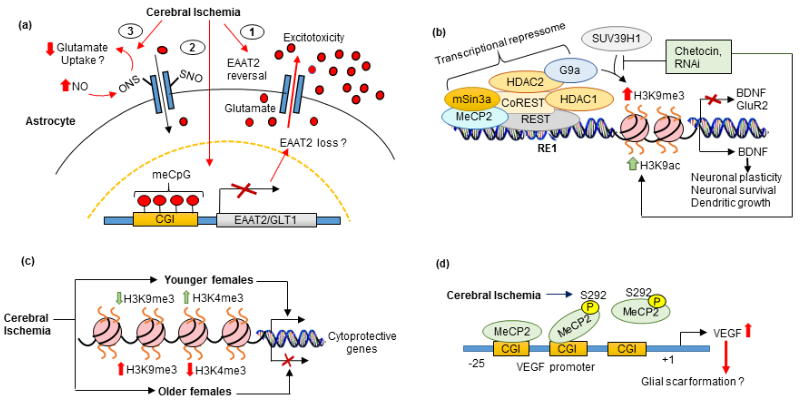 (a)
Cerebral Ischemia
3
2
1
Glutamate
Uptake ?
NO
ONS
SNO
EAAT2
reversal
Excitotoxicity
Glutamate
Astrocyte
EAAT2 loss ?
meCpG
CGI
EAAT2/GLT1
(b)
Transcriptional repressome
SUV39H1
Chetocin,
RNAi
G9a
HDAC2
mSin3a
CoREST
HDAC1
MeCP2
REST
RE1
H3K9me3
H3K9ac
BDNF
GluR2
BDNF
Neuronal plasticity
Neuronal survival
Dendritic growth
(c)
Younger females
H3K9me3
H3K4me3
Cerebral
Ischemia
Cytoprotective
genes
H3K9me3
H3K4me3
Older females
(d)
Cerebral Ischemia
S292
P
MeCP2
S292
P
MeCP2
MeCP2
CGI
CGI
CGI
VEGF
-25
VEGF promoter
+1
Glial scar formation ?